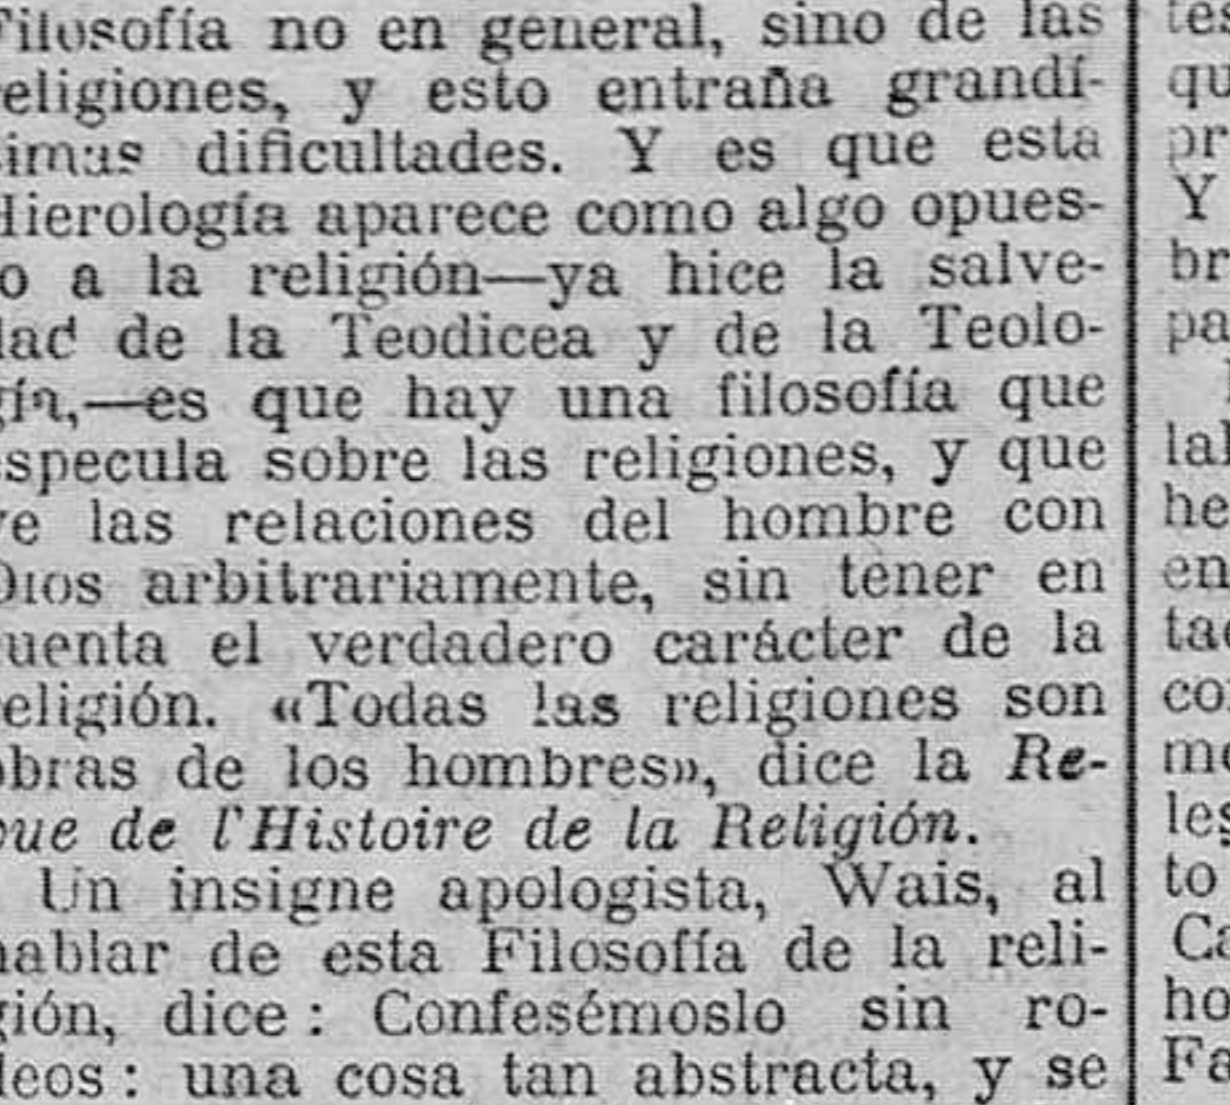 Filosofía no en general, sino de las
religiones, y esto entraña grandí-
simas dificultades. Y es que esta
Hierología aparece como algo opues-
to a la religión—ya hice la salve-
dad de la Teodicea y de la Teolo-
gía,—es que hay una filosofía que
especula sobre las religiones, y que
ve las relaciones del hombre con
Dios arbitrariamente, sin tener en
cuenta el verdadero carácter de la
religión. «Todas las religiones son
obras de los hombres», dice la Re-
vue de l'Histoire de la Religión.
Un insigne apologista, Wais, al
hablar de esta Filosofía de la reli-
gión, dice: Confesémoslo sin ro-
deos: una cosa tan abstracta, y se